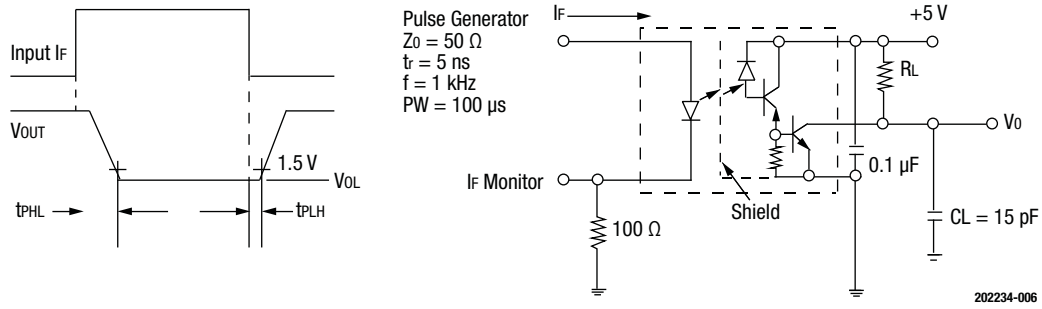 Input IF
VOUT
1.5 V
VOL
tPHL
tPLH
Pulse Generator
Z0 = 50 Ω
tr = 5 ns
f = 1 kHz
PW = 100 μs
IF
+5 V
RL
V0
IF Monitor
0.1 μF
Shield
100 Ω
CL = 15 pF
202234-006